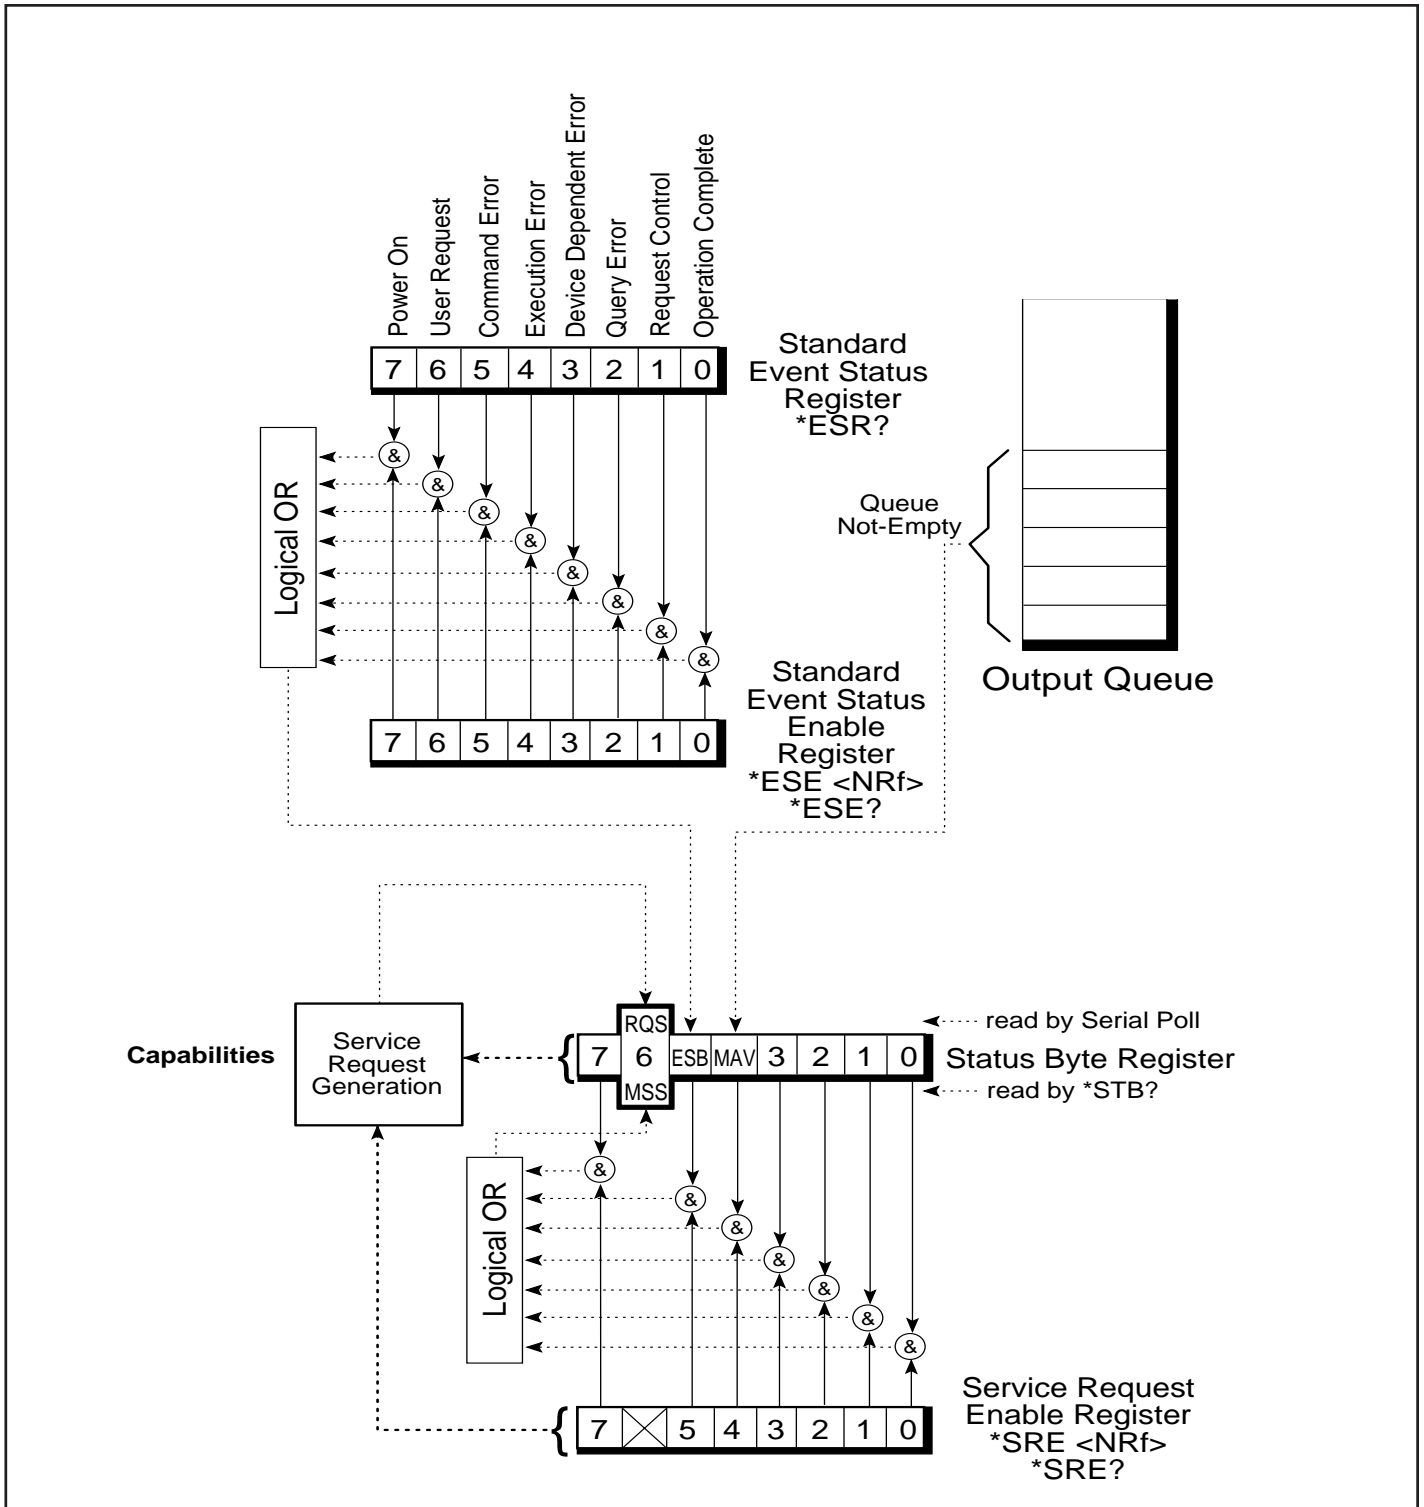 Power On
User Request
Command Error
Execution Error
Device Dependent Error
Query Error
Request Control
Operation Complete
7 6 5 4 3 2 1 0
Standard
Event Status
Register
*ESR?
Logical OR
&
&
&
&
&
&
&
&
Queue
Not-Empty
Output Queue
Standard
Event Status
Enable
Register
*ESE <NRf>
*ESE?
7 6 5 4 3 2 1 0
Capabilities
Service
Request
Generation
RQS
7 6 ESB MAV 3 2 1 0
MSS
read by Serial Poll
Status Byte Register
read by *STB?
Logical OR
&
&
&
&
&
&
&
7 5 4 3 2 1 0
Service Request
Enable Register
*SRE <NRf>
*SRE?